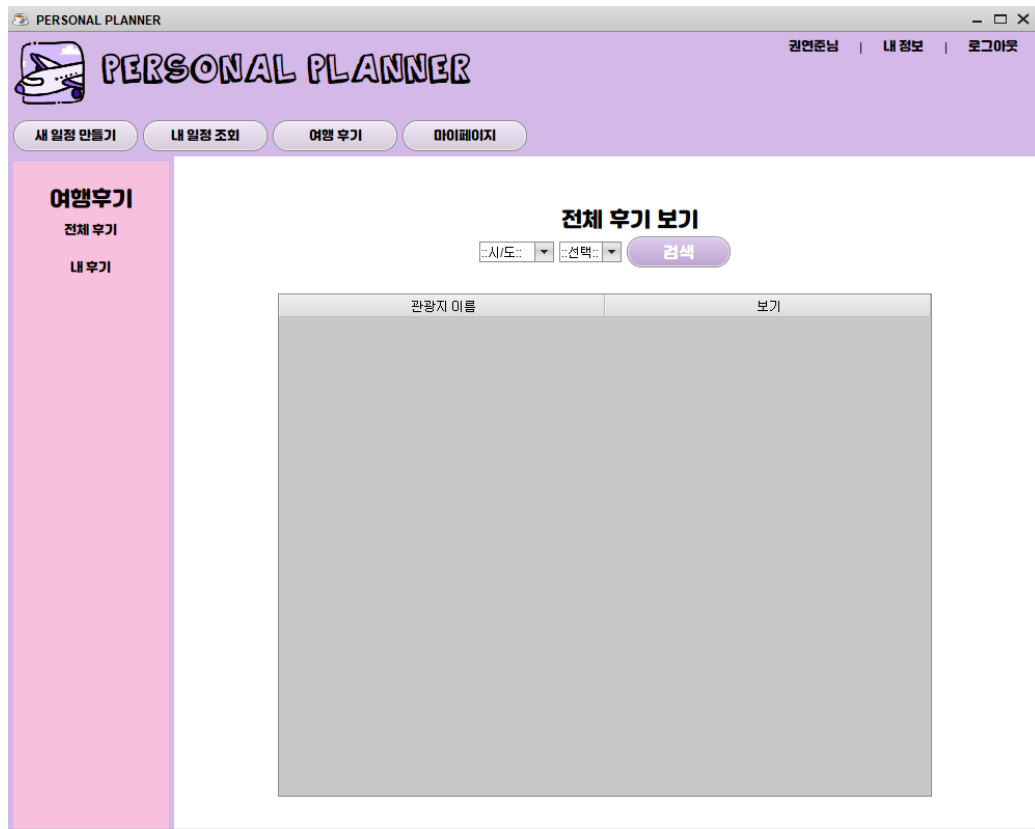 PERSONAL PLANNER
권연준님 | 내 정보 | 로그아웃
PERSONAL PLANNER
새 일정 만들기 내 일정 조회 여행 후기 마이페이지
여행후기
전체 후기
내 후기
전체 후기 보기
::시/도:: ::선택:: 검색
관광지 이름 보기